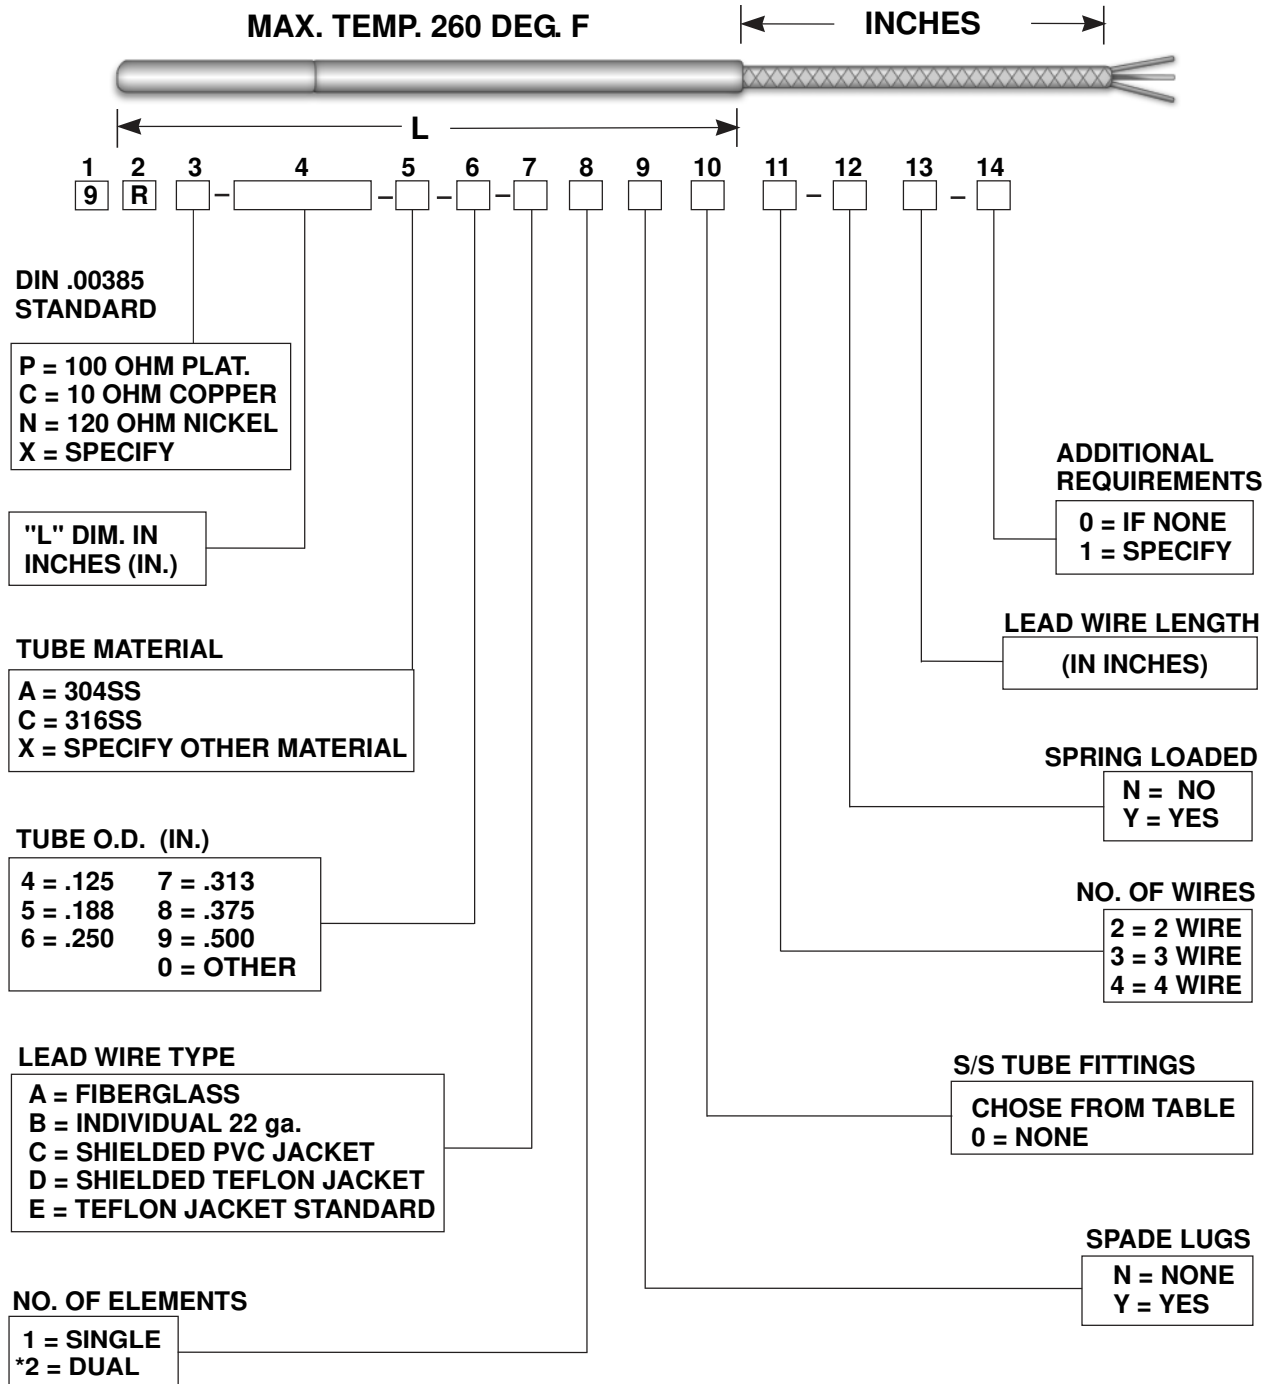 MAX. TEMP. 260 DEG. F
INCHES
L
1 2 3 4 5 6 7 8 9 10 11 12 13 14
9 R – – – – – –
DIN .00385
STANDARD
P = 100 OHM PLAT.
C = 10 OHM COPPER
N = 120 OHM NICKEL
X = SPECIFY
"L" DIM. IN
INCHES (IN.)
TUBE MATERIAL
A = 304SS
C = 316SS
X = SPECIFY OTHER MATERIAL
TUBE O.D. (IN.)
4 = .125 7 = .313
5 = .188 8 = .375
6 = .250 9 = .500
0 = OTHER
LEAD WIRE TYPE
A = FIBERGLASS
B = INDIVIDUAL 22 ga.
C = SHIELDED PVC JACKET
D = SHIELDED TEFLON JACKET
E = TEFLON JACKET STANDARD
NO. OF ELEMENTS
1 = SINGLE
*2 = DUAL
ADDITIONAL
REQUIREMENTS
0 = IF NONE
1 = SPECIFY
LEAD WIRE LENGTH
(IN INCHES)
SPRING LOADED
N = NO
Y = YES
NO. OF WIRES
2 = 2 WIRE
3 = 3 WIRE
4 = 4 WIRE
S/S TUBE FITTINGS
CHOSE FROM TABLE
0 = NONE
SPADE LUGS
N = NONE
Y = YES